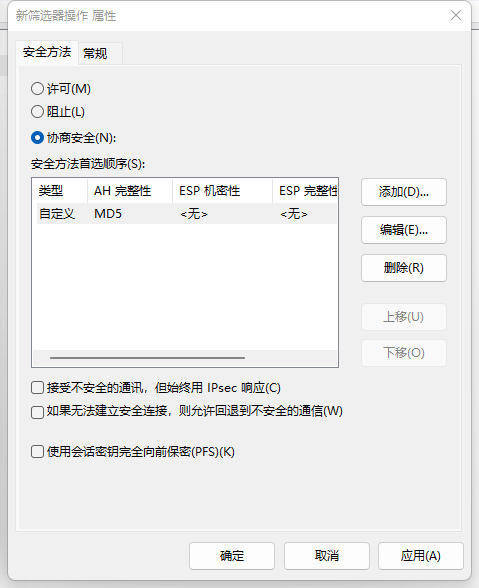 新筛选器操作 属性
安全方法 常规
许可(M)
阻止(L)
协商安全(N):
安全方法首选顺序(S):
类型 AH 完整性 ESP 机密性 ESP 完整性
自定义 MD5 <无> <无>
添加(D)...
编辑(E)...
删除(R)
上移(U)
下移(O)
接受不安全的通讯，但始终用 IPsec 响应(C)
如果无法建立安全连接，则允许回退到不安全的通信(W)
使用会话密钥完全向前保密(PFS)(K)
确定 取消 应用(A)